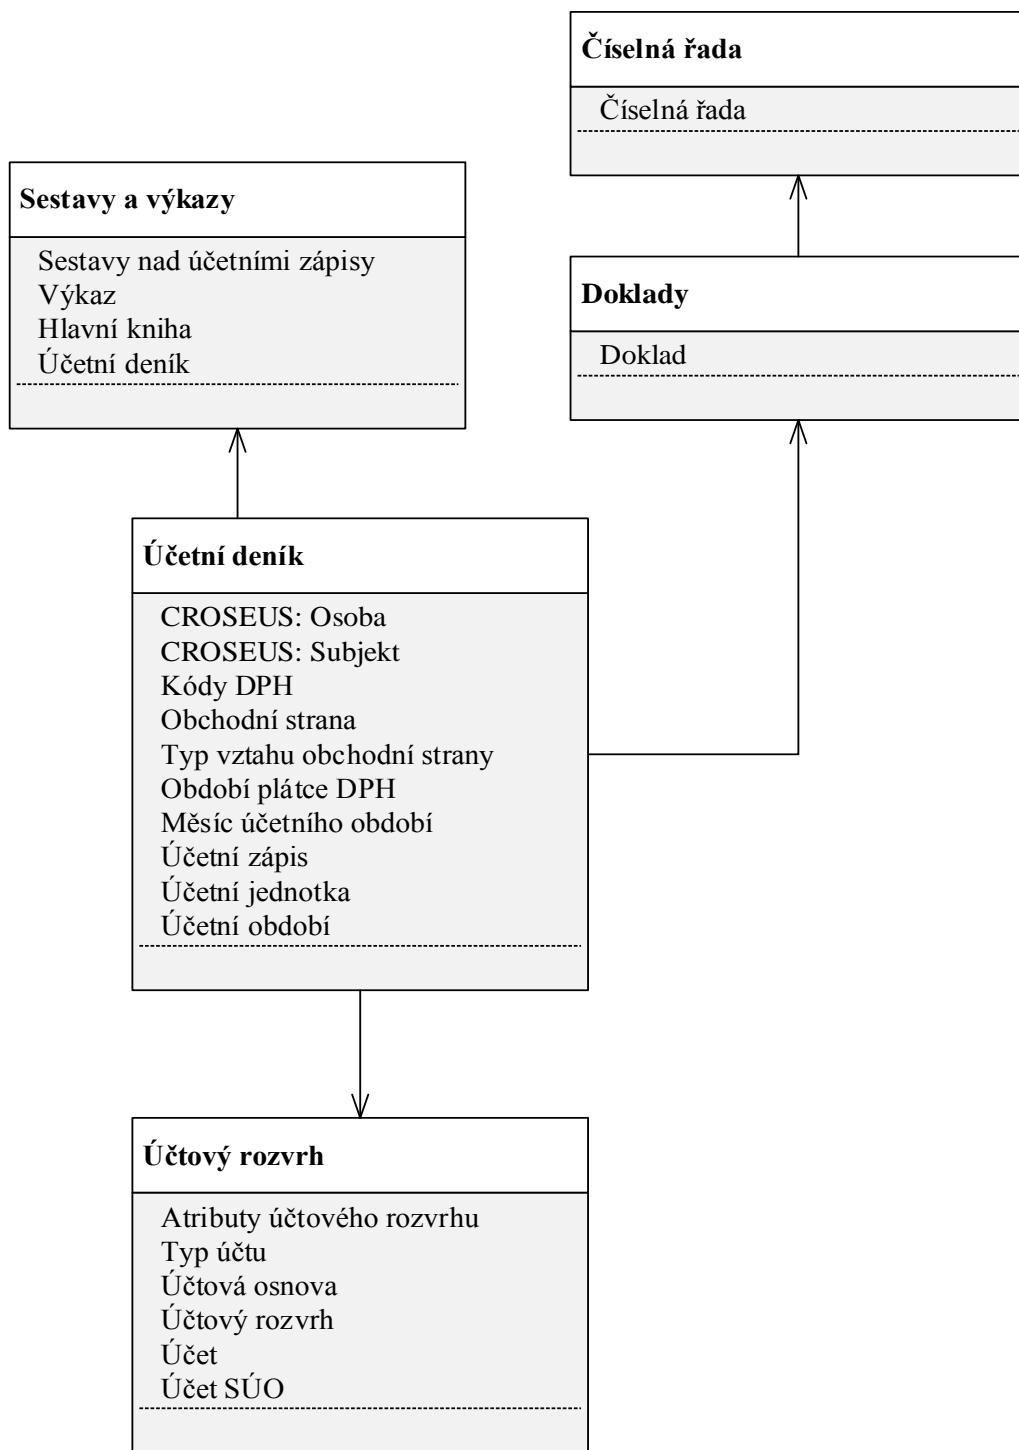 Číselná řada
Číselná řada
Sestavy a výkazy
Sestavy nad účetními zápisy
Výkaz
Hlavní kniha
Účetní deník
Doklady
Doklad
Účetní deník
CROSEUS: Osoba
CROSEUS: Subjekt
Kódy DPH
Obchodní strana
Typ vztahu obchodní strany
Období plátce DPH
Měsíc účetního období
Účetní zápis
Účetní jednotka
Účetní období
Účtový rozvrh
Atributy účtového rozvrhu
Typ účtu
Účtová osnova
Účtový rozvrh
Účet
Účet SÚO